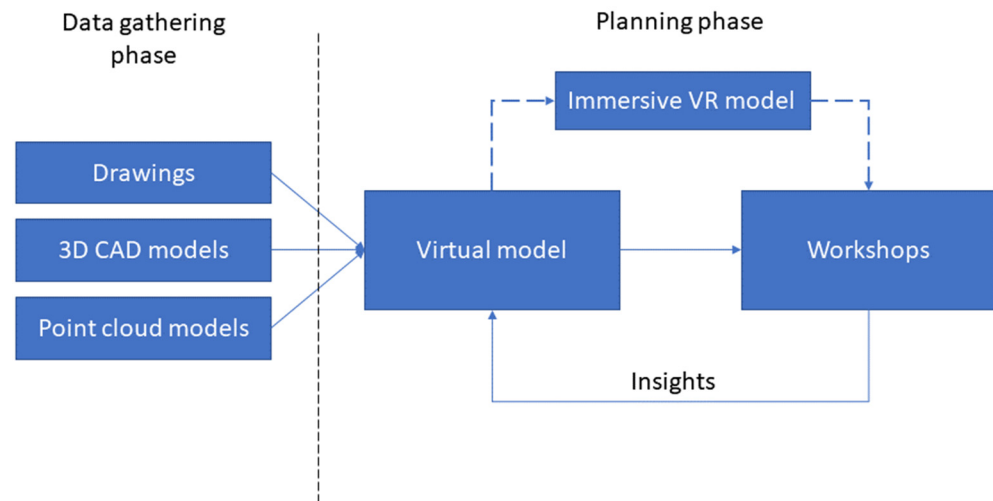 Data gathering
phase
Planning phase
Immersive VR model
Drawings
3D CAD models
Point cloud models
Virtual model
Workshops
Insights